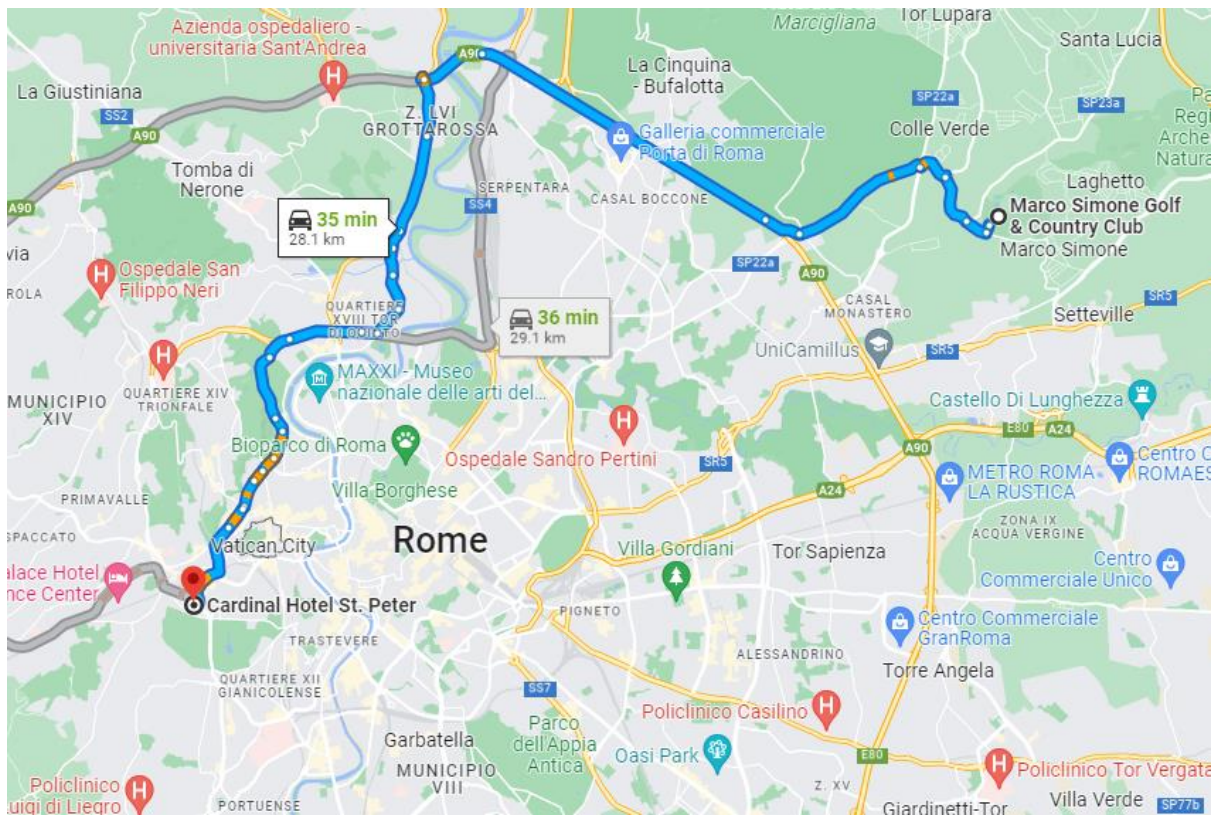 Marcigliana
Tor Lupara
Azienda ospedaliero -
universitaria Sant'Andrea
Santa Lucia
A90
La Cinquina
- Bufalotta
La Giustiniana
SS2
A90
Z. LVI
GROTTAROSSA
SP22a
SP23a
Colle Verde
Galleria commerciale
Porta di Roma
Tomba di
Nerone
SERPENTARA
CASAL BOCCONE
Laghetto
A90
SS4
35 min
28.1 km
Marco Simone Golf
& Country Club
Marco Simone
Ospedale San
Filippo Neri
SP22a
A90
QUARTIERE
XVIII TOR
DI QUINTO
36 min
29.1 km
CASAL
MONASTERO
SR5
Setteville
UniCamillus
SR5
MAXXI - Museo
nazionale delle arti del...
QUARTIERE XIV
TRIONFALE
MUNICIPIO
XIV
Castello Di Lunghezza
Bioparco di Roma
E80
A24
Ospedale Sandro Pertini
A90
SR5
METRO ROMA
LA RUSTICA
Villa Borghese
A24
PRIMAVALLE
ZONA IX
ACQUA VERGINE
Rome
Vatican City
Villa Gordiani
Tor Sapienza
Centro
Commerciale Unico
Cardinal Hotel St. Peter
PIGNETO
Centro Commerciale
GranRoma
TRASTEVERE
ALESSANDRINO
Torre Angela
QUARTIERE XII
GIANICOLENSE
SS7
Policlinico Casilino
Parco
dell'Appia
Antica
Garbatella
Oasi Park
E80
MUNICIPIO
VIII
Policlinico Tor Vergata
Policlinico
Luigi di Liegro
Z. XV
PORTUENSE
Giardinetti-Tor
Villa Verde
SP77b